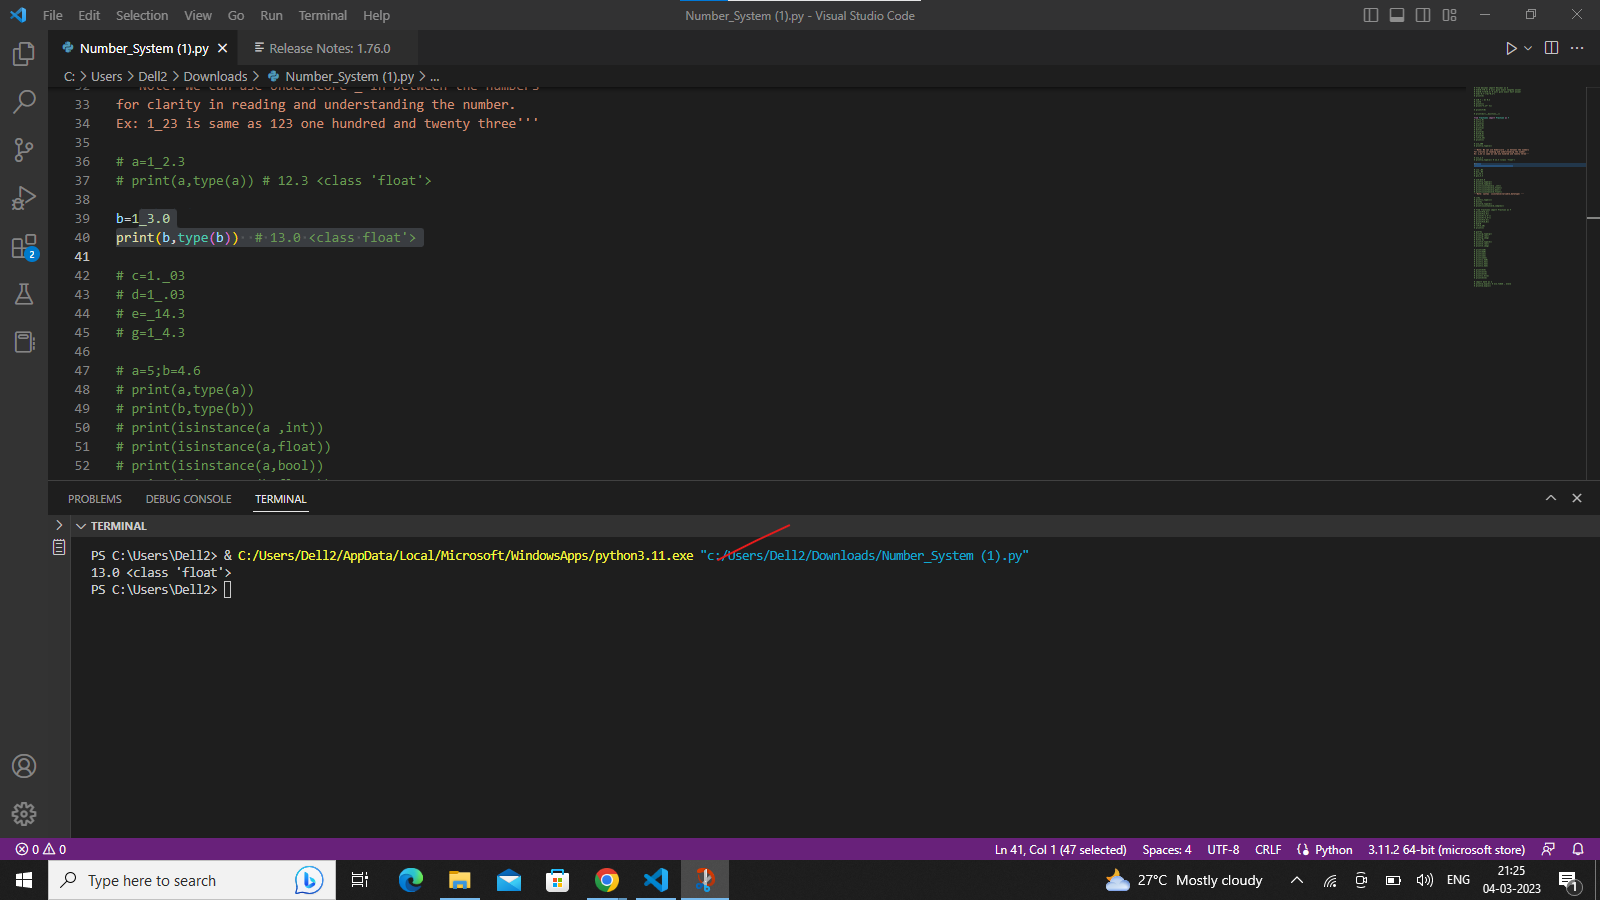 File Edit Selection View Go Run Terminal Help
Number_System (1).py - Visual Studio Code
Number_System (1).py
Release Notes: 1.76.0
C: > Users > Dell2 > Downloads > Number_System (1).py > ...
33 for clarity in reading and understanding the number.
34 Ex: 1_23 is same as 123 one hundred and twenty three'''
35
36 # a=1_2.3
37 # print(a,type(a)) # 12.3 <class 'float'>
38
39 b=1_3.0
40 print(b,type(b))  # 13.0 <class float'>
41
42 # c=1._03
43 # d=1_.03
44 # e=_14.3
45 # g=1_4.3
46
47 # a=5;b=4.6
48 # print(a,type(a))
49 # print(b,type(b))
50 # print(isinstance(a ,int))
51 # print(isinstance(a,float))
52 # print(isinstance(a,bool))
PROBLEMS DEBUG CONSOLE TERMINAL
TERMINAL
PS C:\Users\Dell2> & C:/Users/Dell2/AppData/Local/Microsoft/WindowsApps/python3.11.exe "c:/Users/Dell2/Downloads/Number_System (1).py"
13.0 <class 'float'>
PS C:\Users\Dell2>
2
0 0
Ln 41, Col 1 (47 selected) Spaces: 4 UTF-8 CRLF Python 3.11.2 64-bit (microsoft store)
Type here to search
27°C Mostly cloudy
ENG
21:25
04-03-2023
1